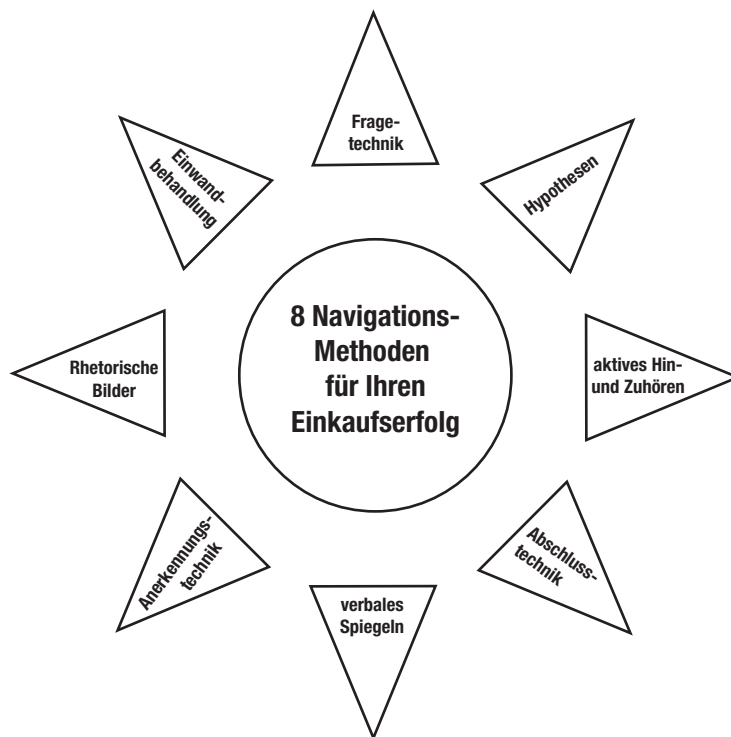 Frage-
technik
Hypothesen
aktives Hin-
und Zuhören
Abschluss-
technik
verbales
Spiegeln
Anerkennungs-
technik
Rhetorische
Bilder
Einwand-
behandlung
8 Navigations-
Methoden
für Ihren
Einkaufserfolg